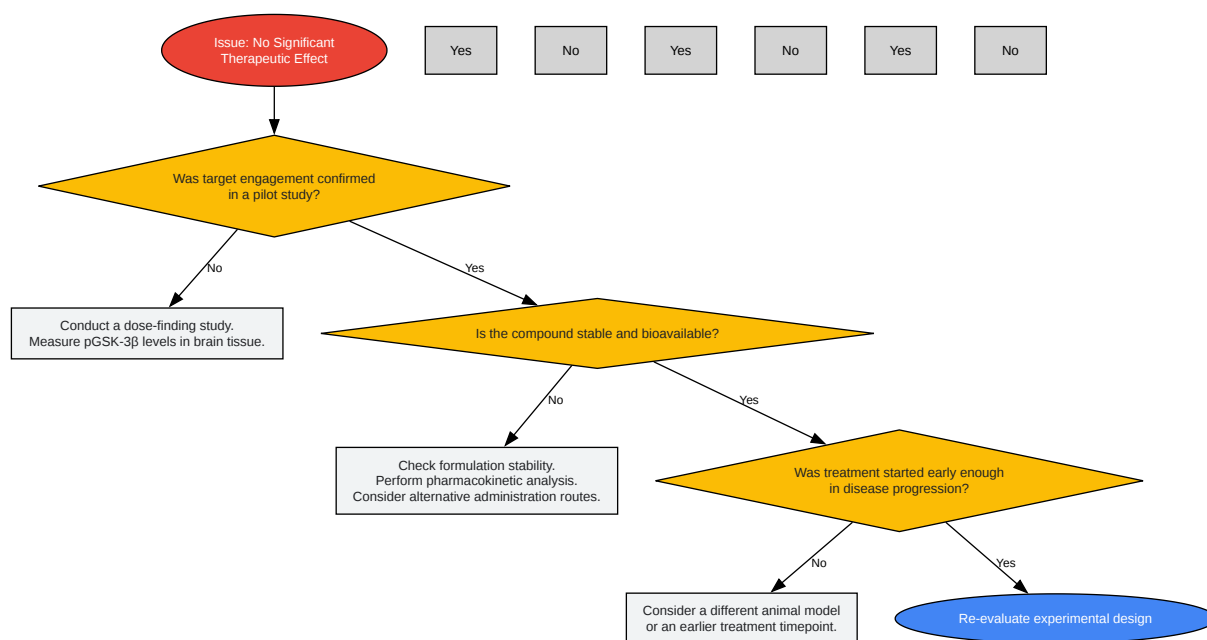 Issue: No Significant
Therapeutic Effect
Yes
No
Yes
No
Yes
No
Was target engagement confirmed
in a pilot study?
No
Yes
Conduct a dose-finding study.
Measure pGSK-3β levels in brain tissue.
Is the compound stable and bioavailable?
No
Yes
Check formulation stability.
Perform pharmacokinetic analysis.
Consider alternative administration routes.
Was treatment started early enough
in disease progression?
No
Yes
Consider a different animal model
or an earlier treatment timepoint.
Re-evaluate experimental design